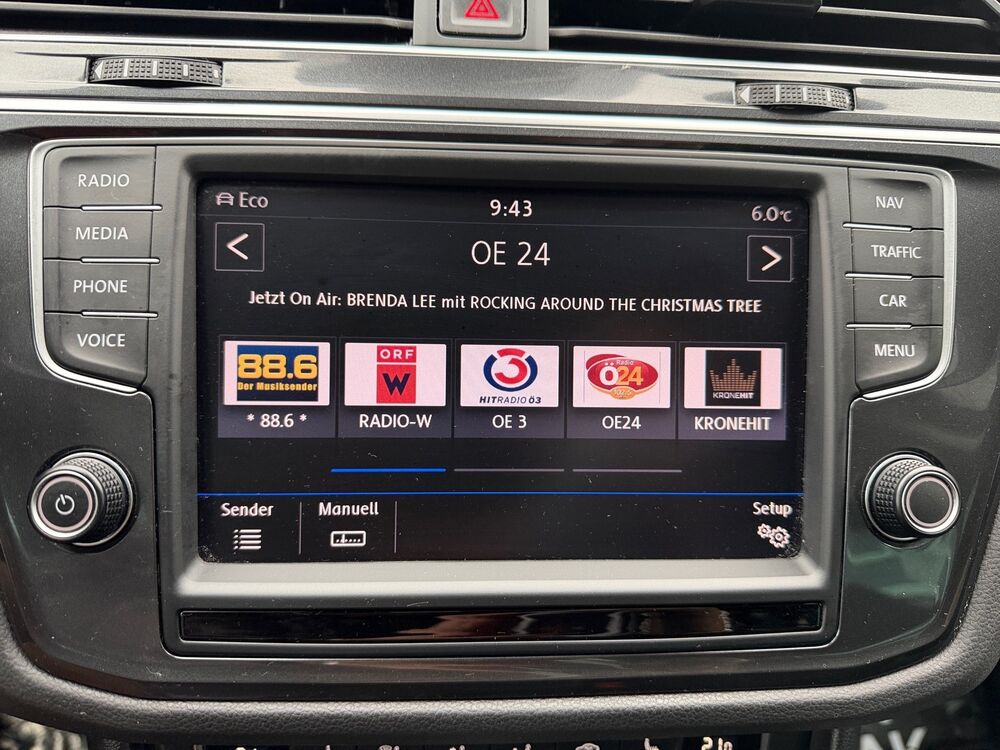 RADIO
MEDIA
PHONE
VOICE
NAV
TRAFFIC
CAR
MENU
Eco
9:43
6.0°C
OE 24
Jetzt On Air: BRENDA LEE mit ROCKING AROUND THE CHRISTMAS TREE
88.6
Der Musiksender
* 88.6 *
ORF
W
RADIO-W
3
HITRADIO Ö3
OE 3
Radio
Ö24
OE24
KRONEHIT
KRONEHIT
Sender
Manuell
Setup